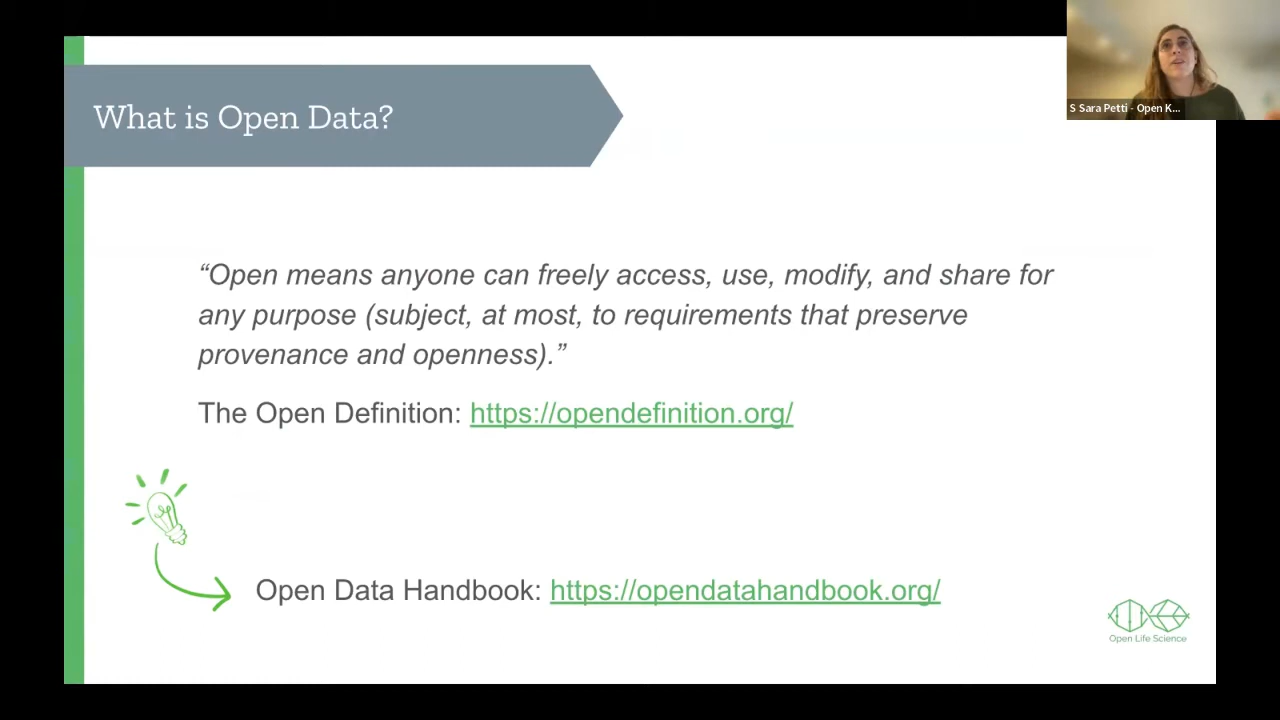 What is Open Data?
S Sara Petti - Open K...
“Open means anyone can freely access, use, modify, and share for
any purpose (subject, at most, to requirements that preserve
provenance and openness).”
The Open Definition: https://opendefinition.org/
Open Data Handbook: https://opendatahandbook.org/
Open Life Science